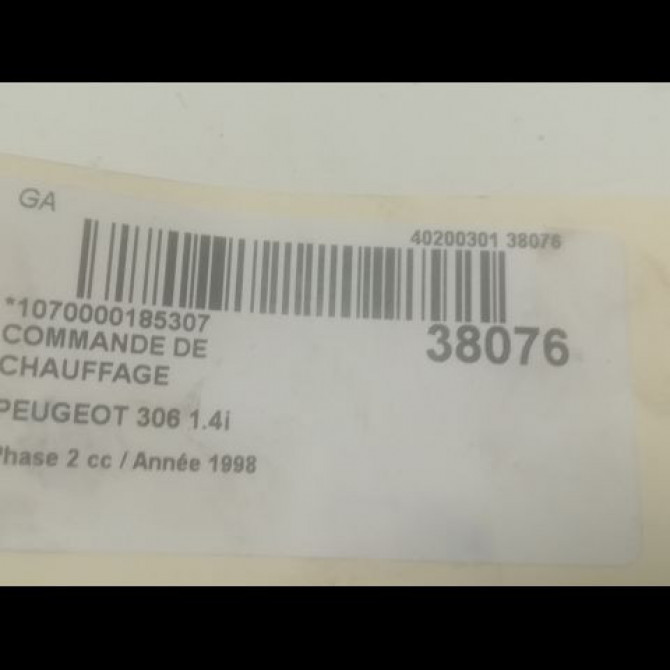 GA
40200301 38076
*1070000185307
38076
COMMANDE DE
CHAUFFAGE
PEUGEOT 306 1.4i
Phase 2 cc / Année 1998